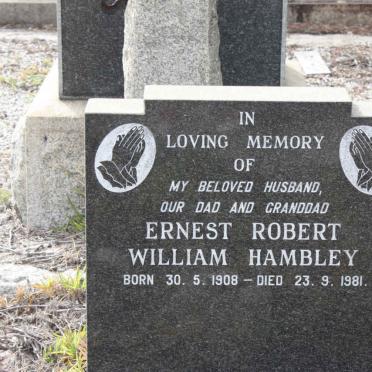 IN
LOVING MEMORY
OF
MY BELOVED HUSBAND,
OUR DAD AND GRANDDAD
ERNEST ROBERT
WILLIAM HAMBLEY
BORN 30. 5. 1908 – DIED 23. 9. 1981.